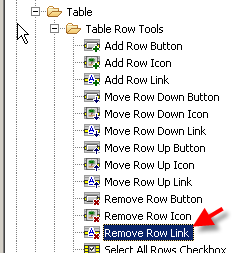 Table
Table Row Tools
Add Row Button
Add Row Icon
Add Row Link
Move Row Down Button
Move Row Down Icon
Move Row Down Link
Move Row Up Button
Move Row Up Icon
Move Row Up Link
Remove Row Button
Remove Row Icon
Remove Row Link
Select All Rows Checkbox